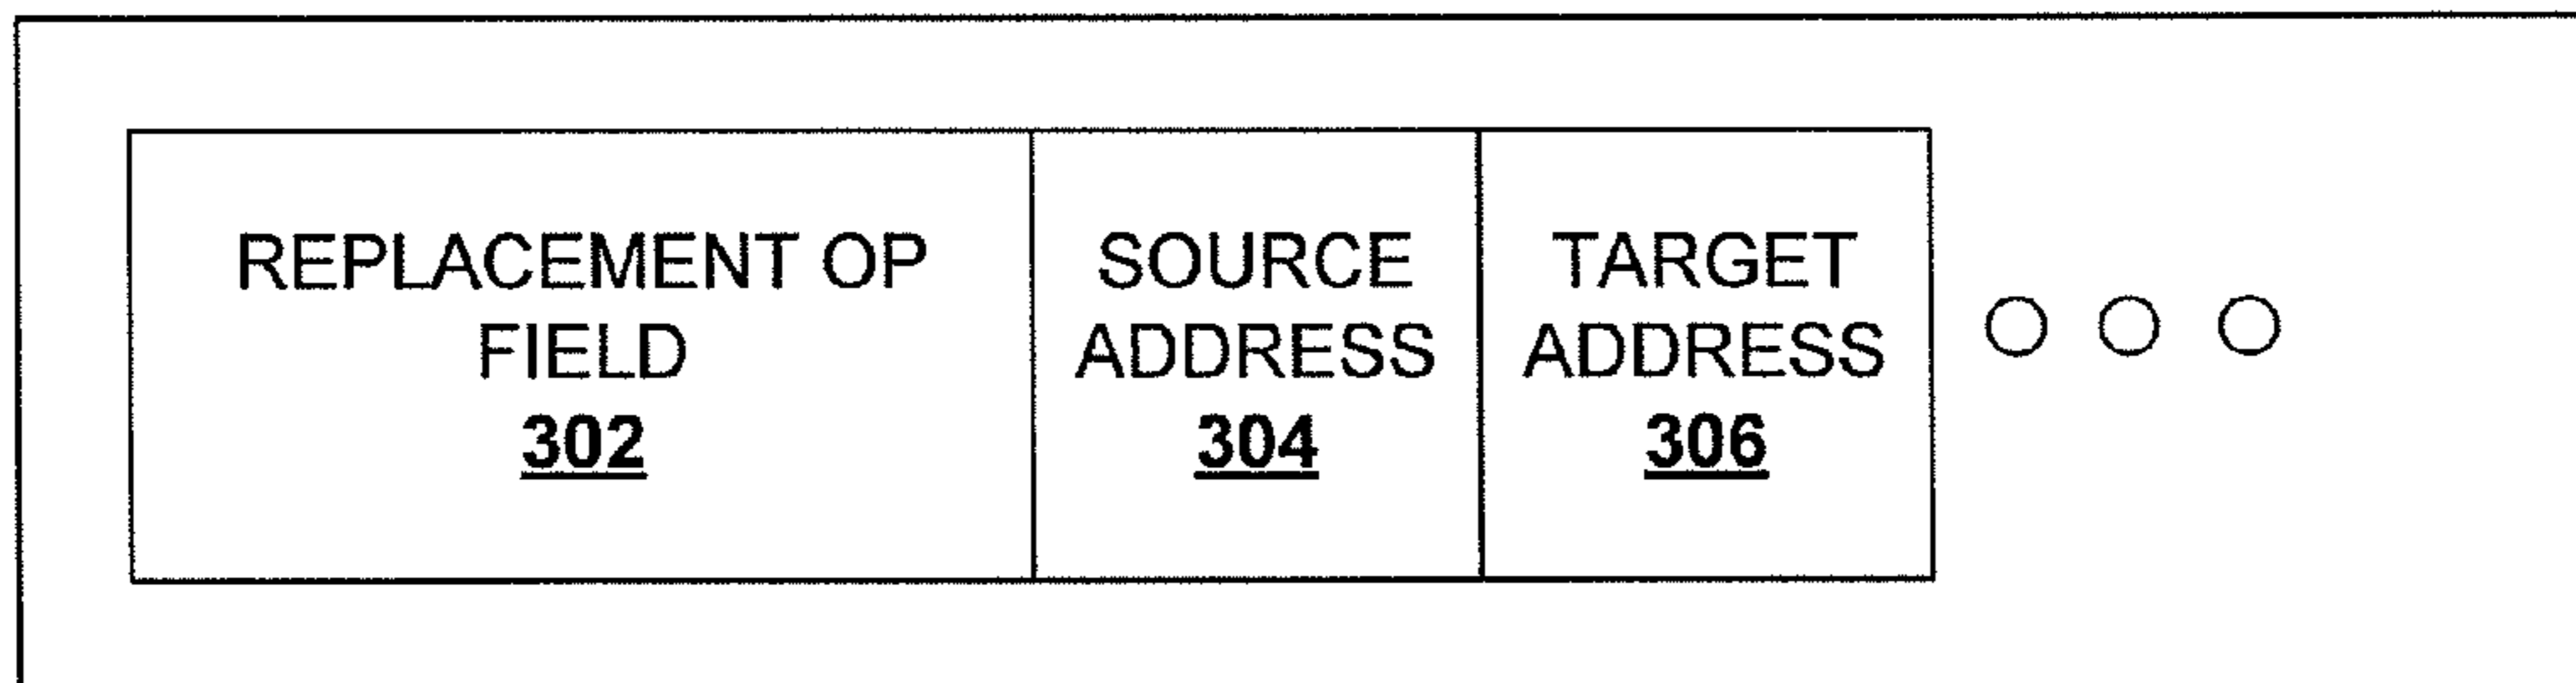 REPLACEMENT OP
FIELD
302
SOURCE
ADDRESS
304
TARGET
ADDRESS
306